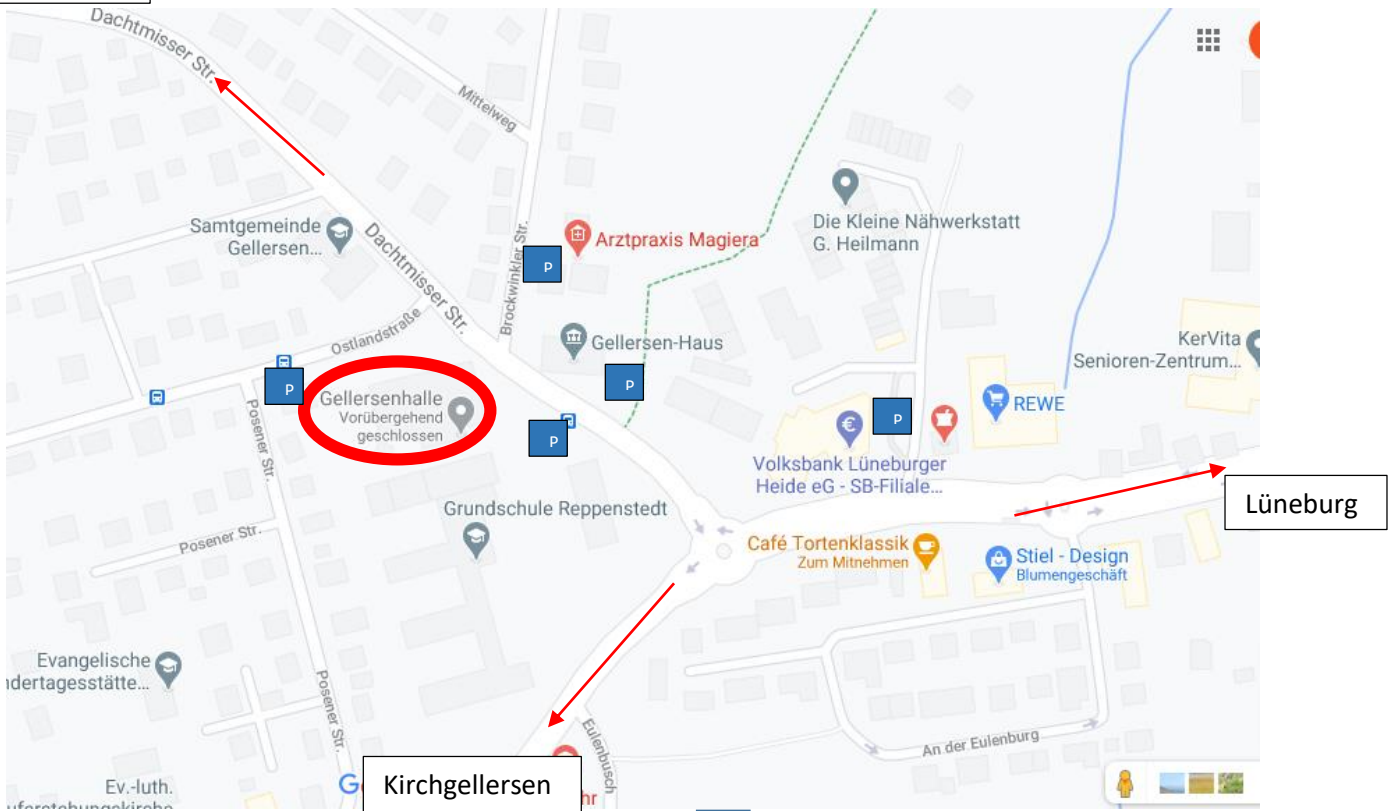 Dachtmisser Str.
Mittelweg
Samtgemeinde
Gellersen...
Dachtmisser Str.
Brockwinkler Str.
P
Arztpraxis Magiera
Die Kleine Nähwerkstatt
G. Heilmann
Ostlandstraße
Gellersen-Haus
KerVita
Senioren-Zentrum...
P
P
Gellersenhalle
Vorübergehend
geschlossen
Posener Str.
P
P
REWE
Volksbank Lüneburger
Heide eG - SB-Filiale...
Lüneburg
Grundschule Reppenstedt
Posener Str.
Café Tortenklassik
Zum Mitnehmen
Stiel - Design
Blumengeschäft
Evangelische
ndertagesstätte...
Posener Str.
Eulenbusch
An der Eulenburg
Ev.-luth.
Kirchgellersen
G
hr